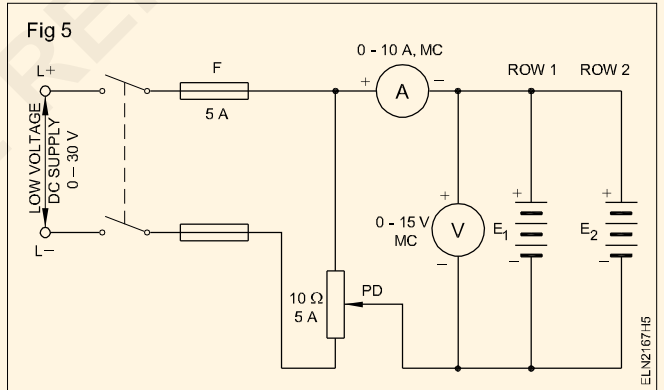 Fig 5
0 - 10 A, MC
L+
F
+
A
−
ROW 1
ROW 2
5 A
LOW VOLTAGE
DC SUPPLY
0 – 30 V
+
+
+
0 - 15 V
MC
V
E1
E2
−
−
−
L−
10 Ω
5 A
PD
ELN2167H5